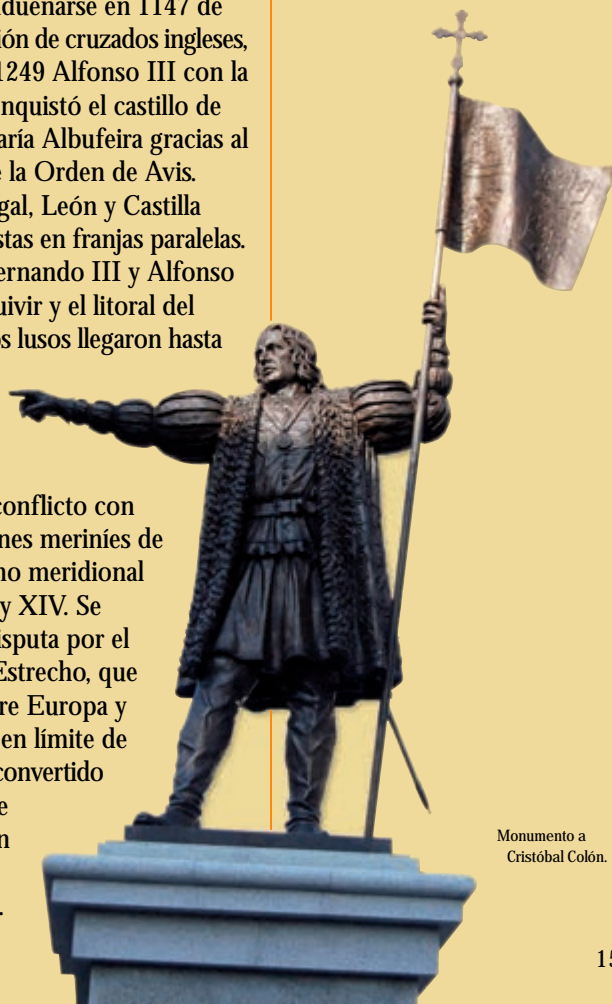 1147 de
ión de cruzados ingleses,
1249 Alfonso III con la
nquistó el castillo de
aría Albufeira gracias al
e la Orden de Avis.
gal, León y Castilla
stas en franjas paralelas.
ernando III y Alfonso
uivir y el litoral del
os lusos llegaron hasta
conflicto con
nes meriníes de
no meridional
y XIV. Se
isputa por el
Estrecho, que
re Europa y
en límite de
convertido
e
n
.
Monumento a
Cristóbal Colón.
15